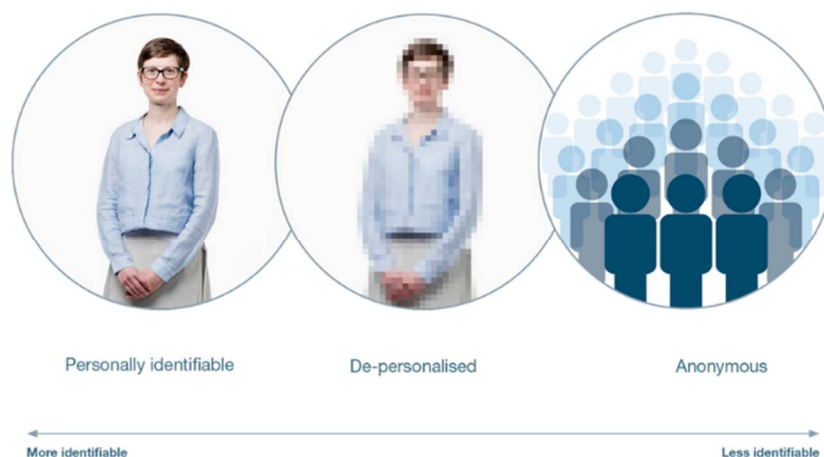 Personally identifiable
De-personalised
Anonymous
More identifiable
Less identifiable